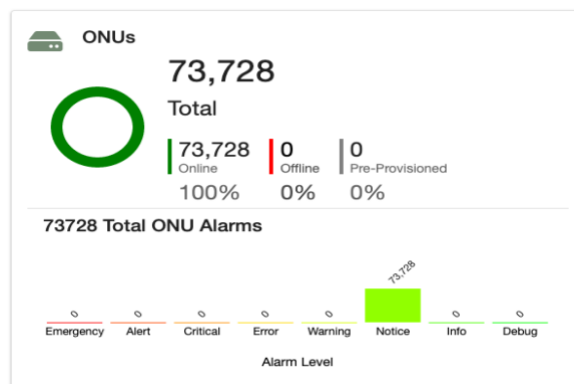 ONUs
73,728
Total
73,728 0 0
Online Offline Pre-Provisioned
100% 0% 0%
73728 Total ONU Alarms
0 0 0 0 0 73,728 0 0
Emergency Alert Critical Error Warning Notice Info Debug
Alarm Level